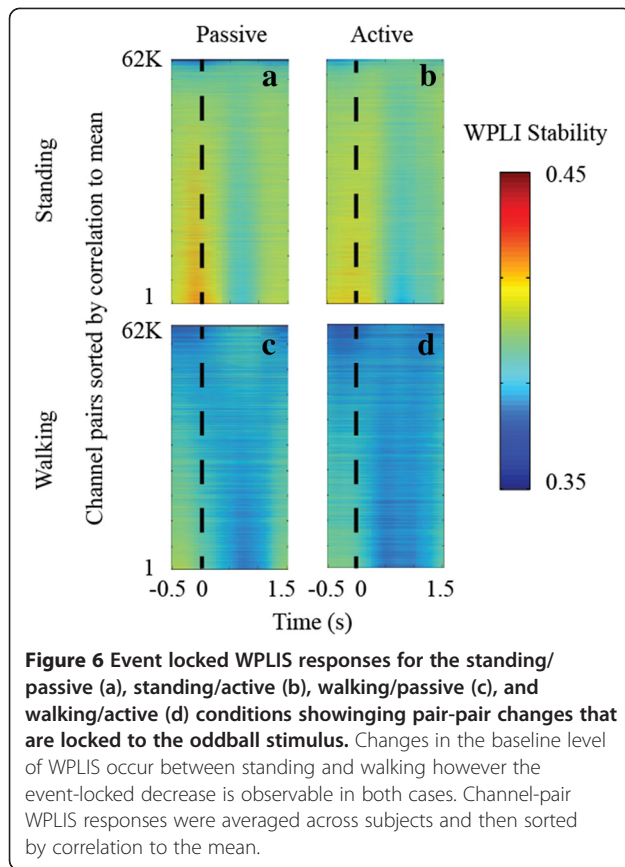 Passive
Active
62K
a
b
WPLI Stability
0.45
0.35
Standing
Walking
Channel pairs sorted by correlation to mean
1
62K
c
d
1
-0.5 0 1.5
-0.5 0 1.5
Time (s)
Figure 6 Event locked WPLIS responses for the standing/
passive (a), standing/active (b), walking/passive (c), and
walking/active (d) conditions showinging pair-pair changes that
are locked to the oddball stimulus. Changes in the baseline level
of WPLIS occur between standing and walking however the
event-locked decrease is observable in both cases. Channel-pair
WPLIS responses were averaged across subjects and then sorted
by correlation to the mean.